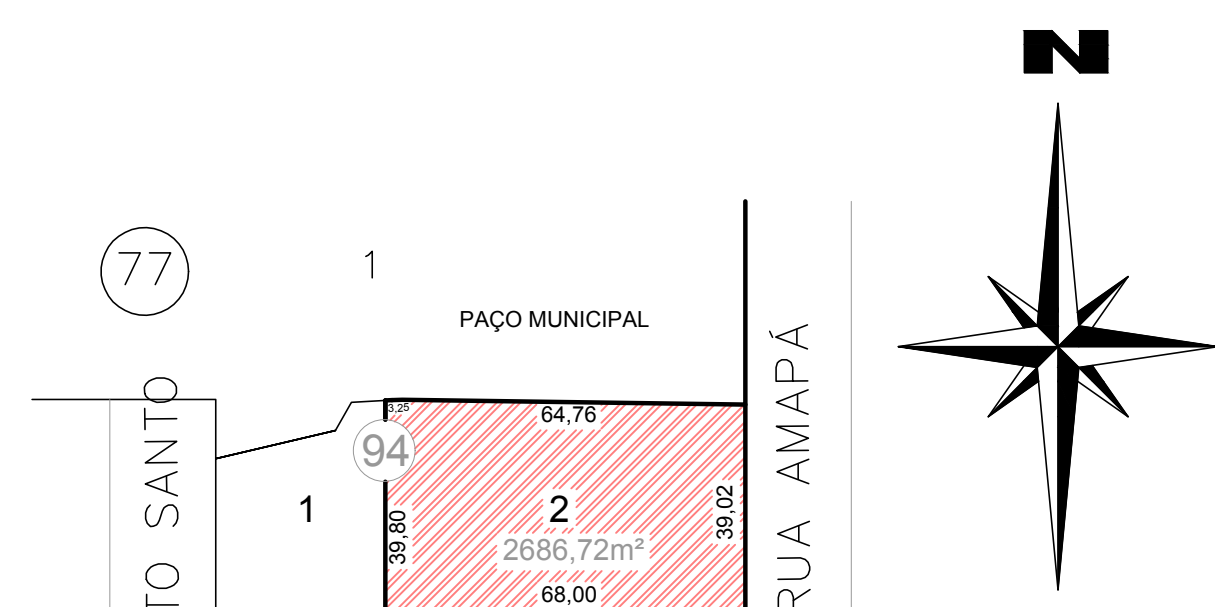 N
77
1
PAÇO MUNICIPAL
RUA AMAPÁ
TO SANTO
3,25
64,76
94
1
2
39,80
39,02
2686,72m²
68,00